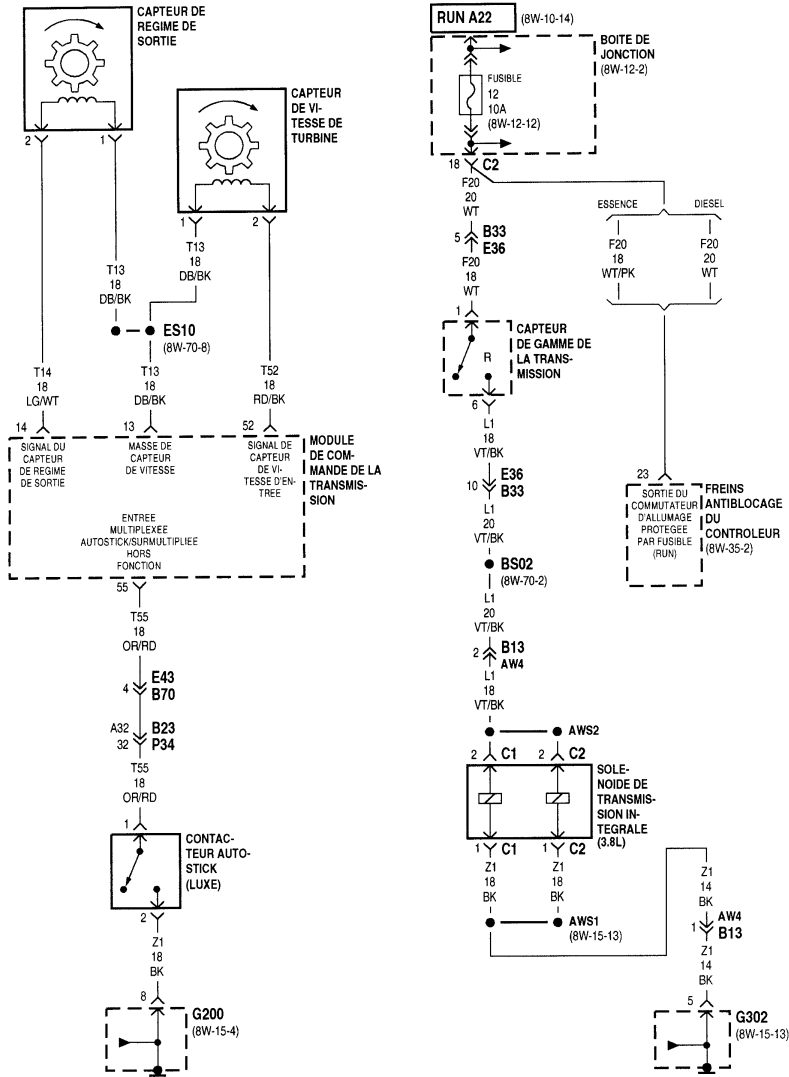 CAPTEUR DE
REGIME DE
SORTIE
2
1
CAPTEUR
DE VI-
TESSE DE
TURBINE
1
2
T13
18
DB/BK
T13
18
DB/BK
ES10
(8W-70-8)
T14
18
LG/WT
T13
18
DB/BK
T52
18
RD/BK
14
13
52
SIGNAL DU
CAPTEUR
DE REGIME
DE SORTIE
MASSE DE
CAPTEUR
DE VITESSE
SIGNAL DE
CAPTEUR
DE VI-
TESSE D'EN-
TREE
MODULE
DE COM-
MANDE DE LA
TRANSMIS-
SION
ENTREE
MULTIPLEXEE
AUTOSTICK/SURMULTIPLIEE
HORS
FONCTION
55
T55
18
OR/RD
4
E43
B70
A32
32
B23
P34
T55
18
OR/RD
1
CONTAC-
TEUR AUTO-
STICK
(LUXE)
2
Z1
18
BK
8
G200
(8W-15-4)
RUN A22
(8W-10-14)
BOITE DE
JONCTION
(8W-12-2)
FUSIBLE
12
10A
(8W-12-12)
18
C2
F20
20
WT
5
B33
E36
F20
18
WT
1
CAPTEUR
DE GAMME DE
LA TRANS-
MISSION
R
6
L1
18
VT/BK
10
E36
B33
L1
20
VT/BK
BS02
(8W-70-2)
L1
20
VT/BK
2
B13
AW4
L1
18
VT/BK
AWS2
2
C1
2
C2
SOLE-
NOIDE DE
TRANSMIS-
SION IN-
TEGRALE
(3.8L)
1
C1
1
C2
Z1
18
BK
Z1
18
BK
AWS1
(8W-15-13)
ESSENCE
DIESEL
F20
18
WT/PK
F20
20
WT
23
SORTIE DU
COMMUTATEUR
D'ALLUMAGE
PROTEGEE
PAR FUSIBLE
(RUN)
FREINS
ANTIBLOCAGE
DU
CONTROLEUR
(8W-35-2)
Z1
14
BK
1
AW4
B13
Z1
14
BK
5
G302
(8W-15-13)